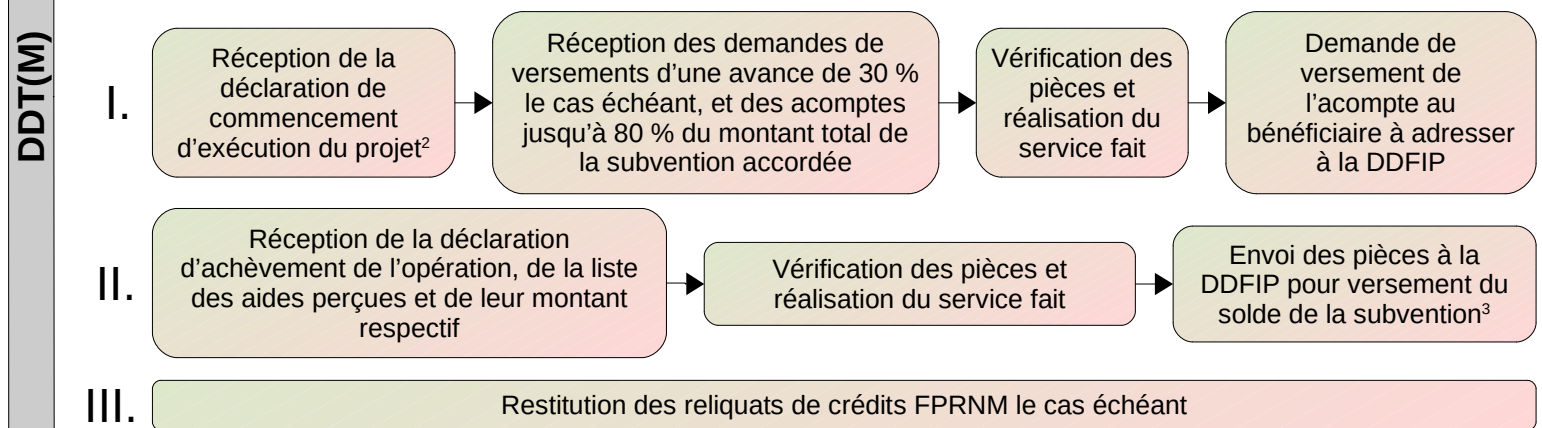 DDT(M)
I.
Réception de la
déclaration de
commencement
d'exécution du projet²
Réception des demandes de
versements d’une avance de 30 %
le cas échéant, et des acomptes
jusqu’à 80 % du montant total de
la subvention accordée
Vérification des
pièces et
réalisation du
service fait
Demande de
versement de
l’acompte au
bénéficiaire à adresser
à la DDFIP
II.
Réception de la déclaration
d'achèvement de l’opération, de la liste
des aides perçues et de leur montant
respectif
Vérification des pièces et
réalisation du service fait
Envoi des pièces à la
DDFIP pour versement du
solde de la subvention³
III.
Restitution des reliquats de crédits FPRNM le cas échéant